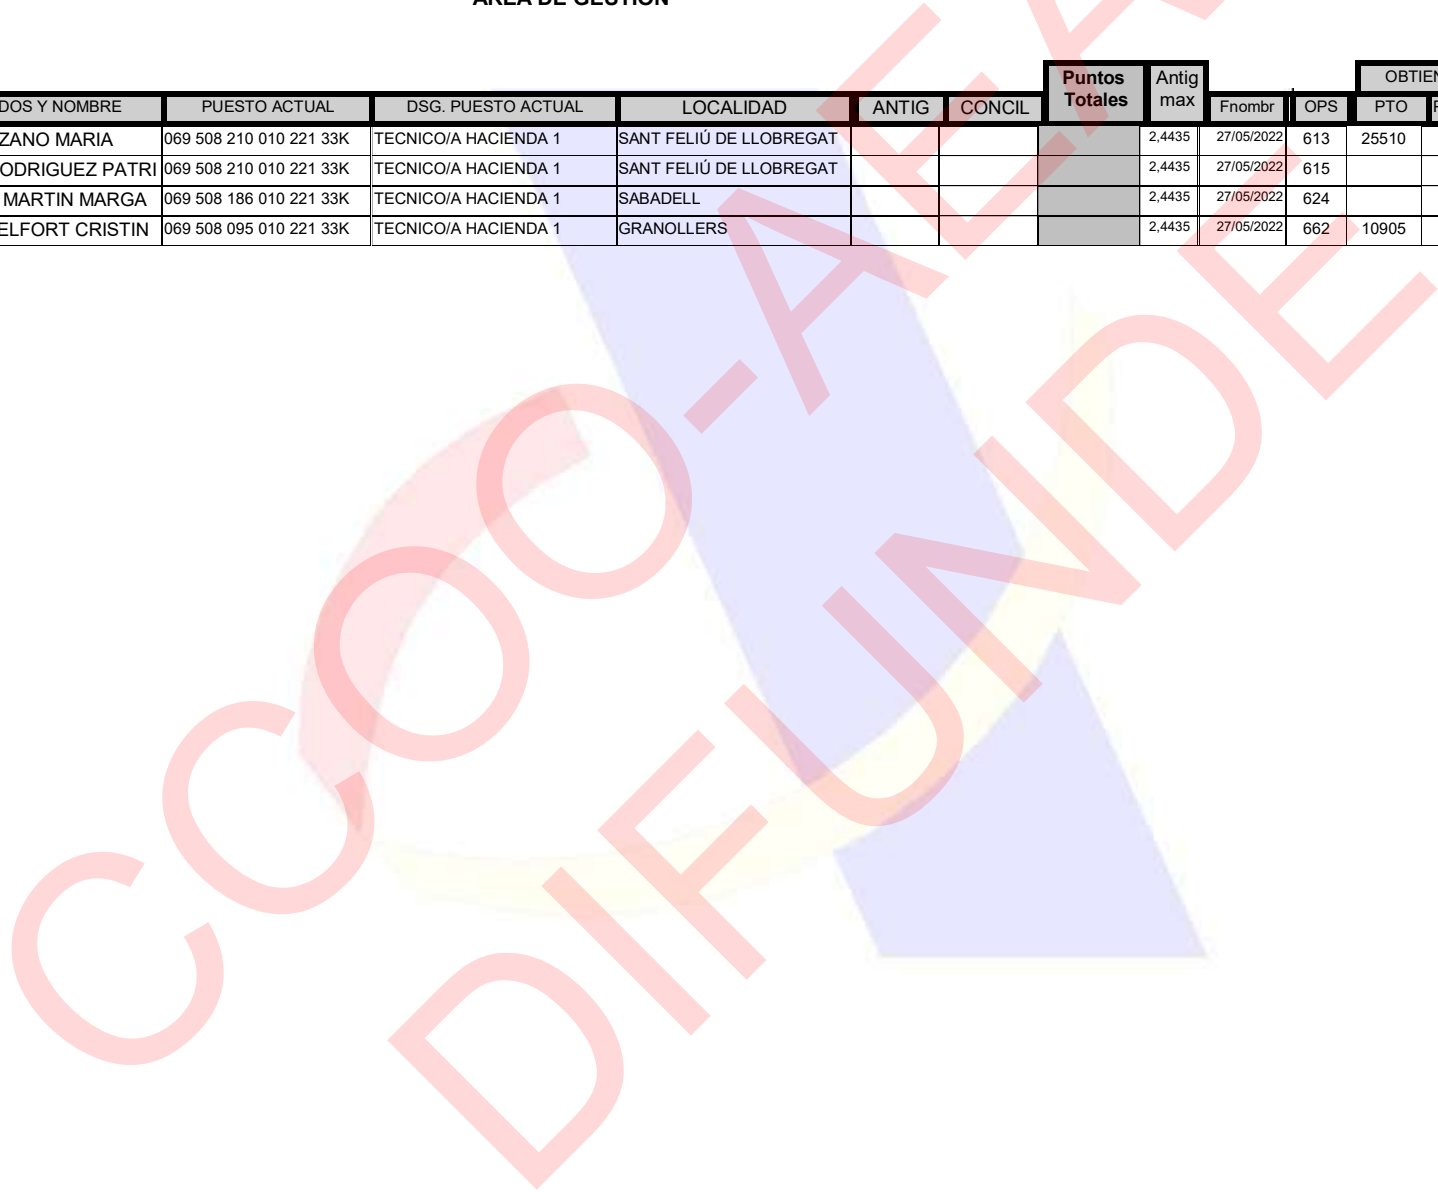 AREA DE GESTION
Puntos Totales Antig max OBTIEN
DOS Y NOMBRE PUESTO ACTUAL DSG. PUESTO ACTUAL LOCALIDAD ANTIG CONCIL Fnombr OPS PTO
ZANO MARIA 069 508 210 010 221 33K TECNICO/A HACIENDA 1 SANT FELIÚ DE LLOBREGAT 2,4435 27/05/2022 613 25510
ODRIGUEZ PATRI 069 508 210 010 221 33K TECNICO/A HACIENDA 1 SANT FELIÚ DE LLOBREGAT 2,4435 27/05/2022 615
MARTIN MARGA 069 508 186 010 221 33K TECNICO/A HACIENDA 1 SABADELL 2,4435 27/05/2022 624
ELFORT CRISTIN 069 508 095 010 221 33K TECNICO/A HACIENDA 1 GRANOLLERS 2,4435 27/05/2022 662 10905
CCOO-AEA
DIFUNDE